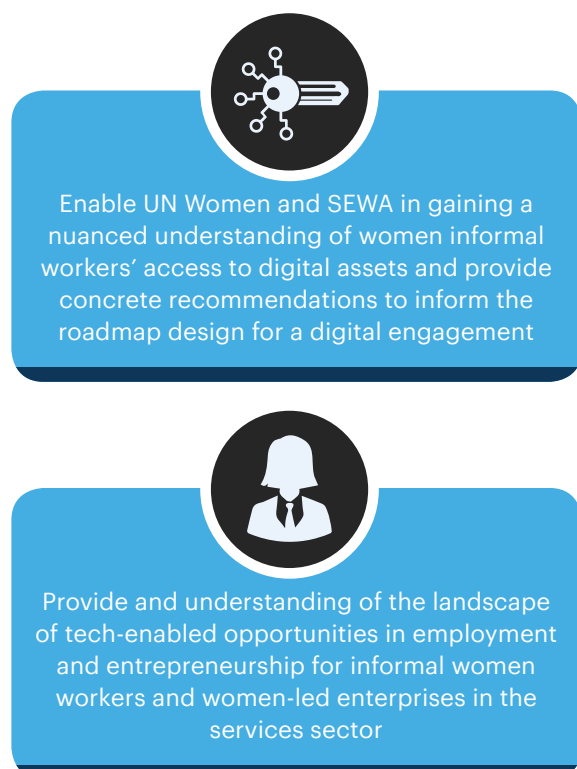 Enable UN Women and SEWA in gaining a
nuanced understanding of women informal
workers’ access to digital assets and provide
concrete recommendations to inform the
roadmap design for a digital engagement
Provide and understanding of the landscape
of tech-enabled opportunities in employment
and entrepreneurship for informal women
workers and women-led enterprises in the
services sector